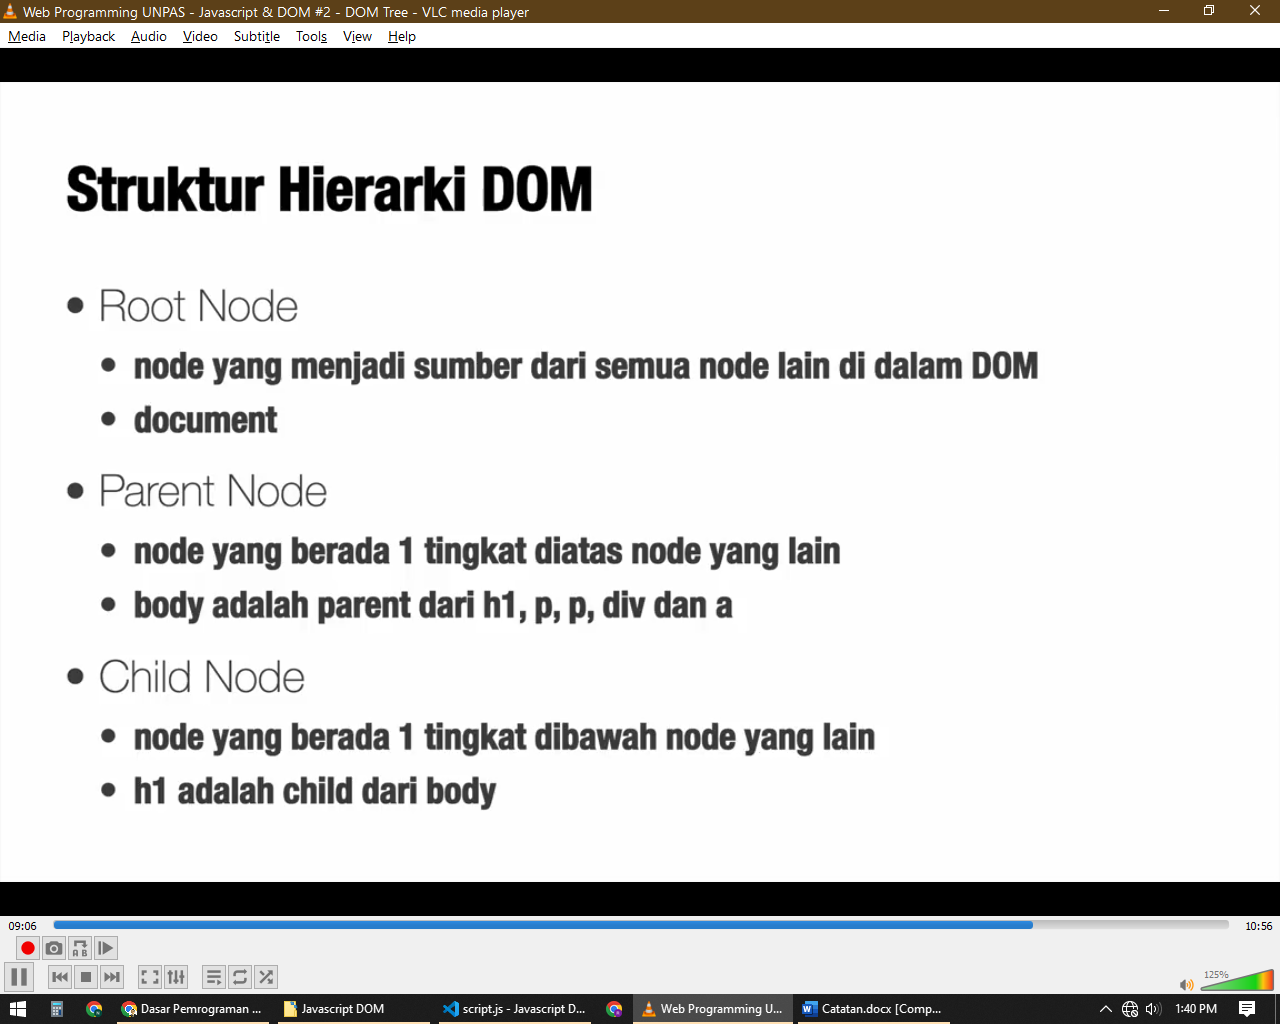 Web Programming UNPAS - Javascript & DOM #2 - DOM Tree - VLC media player
Media Playback Audio Video Subtitle Tools View Help
Struktur Hierarki DOM
• Root Node
• node yang menjadi sumber dari semua node lain di dalam DOM
• document
• Parent Node
• node yang berada 1 tingkat diatas node yang lain
• body adalah parent dari h1, p, p, div dan a
• Child Node
• node yang berada 1 tingkat dibawah node yang lain
• h1 adalah child dari body
09:06 10:56
A B
125%
Dasar Pemrograman ... Javascript DOM script.js - Javascript D... Web Programming U... Catatan.docx [Comp... 1:40 PM